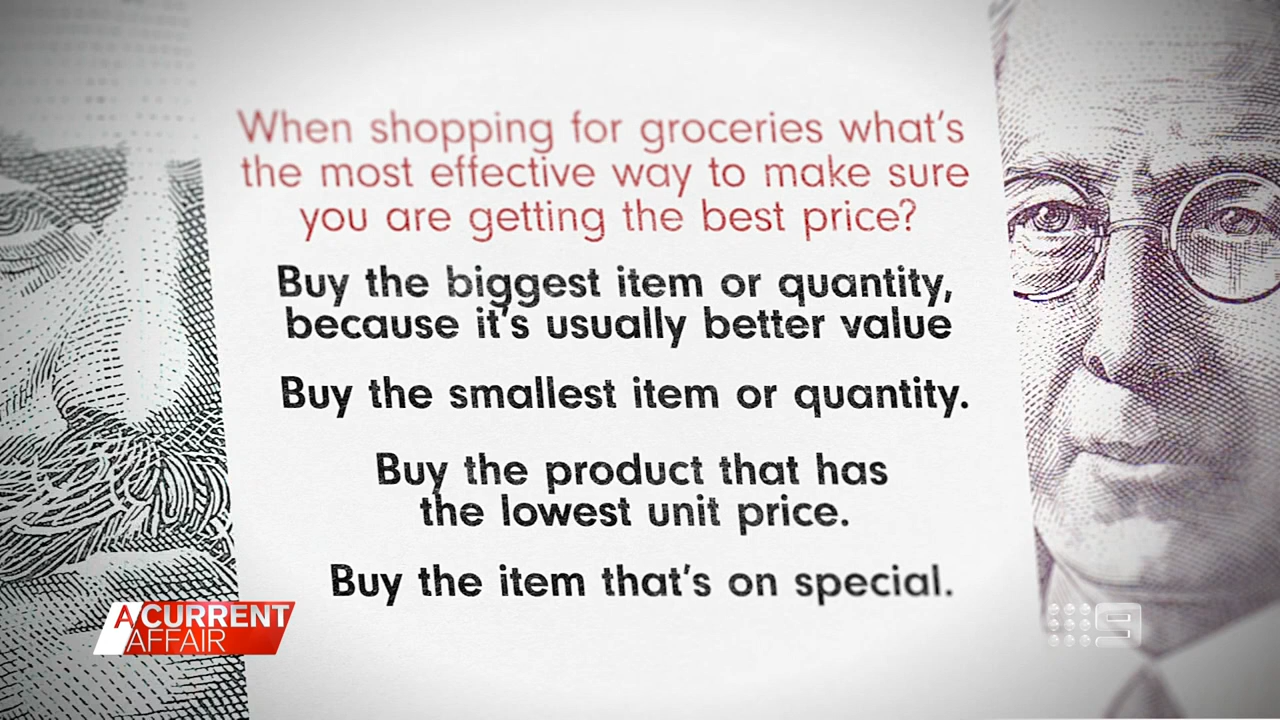 When shopping for groceries what's
the most effective way to make sure
you are getting the best price?
Buy the biggest item or quantity,
because it's usually better value
Buy the smallest item or quantity.
Buy the product that has
the lowest unit price.
Buy the item that's on special.
A CURRENT
AFFAIR
9